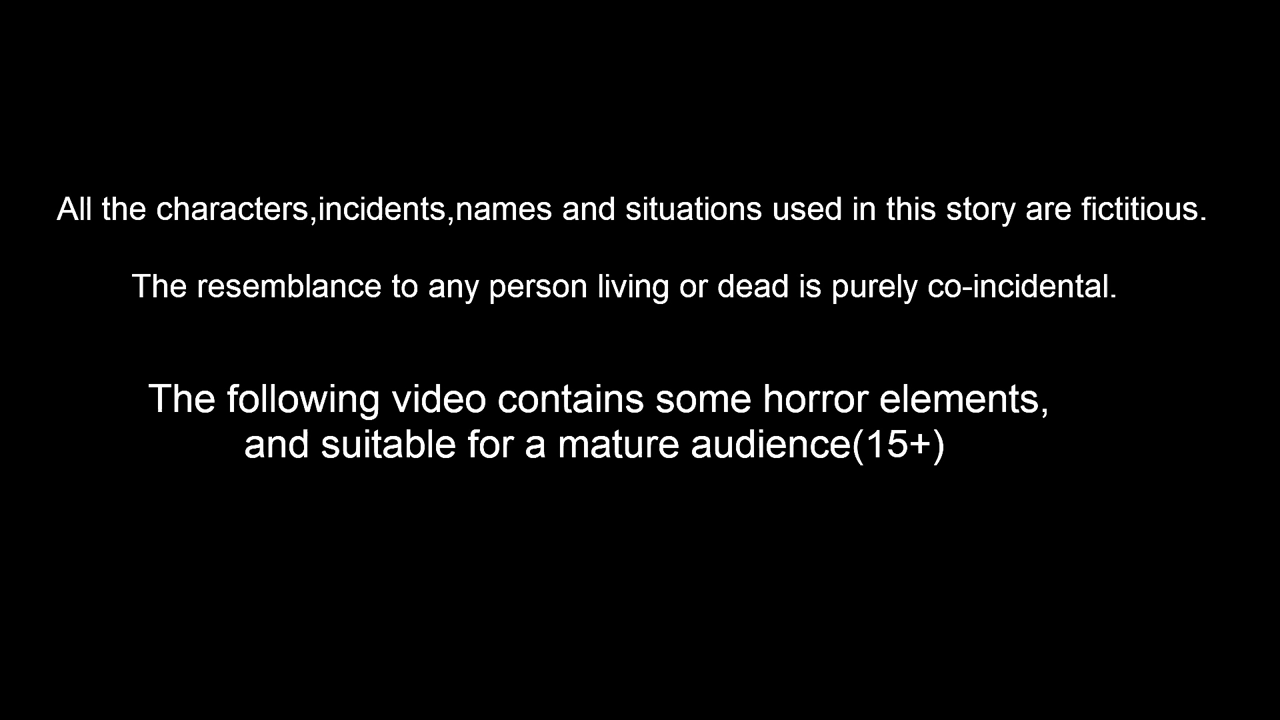 All the characters,incidents,names and situations used in this story are fictitious.
The resemblance to any person living or dead is purely co-incidental.
The following video contains some horror elements,
and suitable for a mature audience(15+)